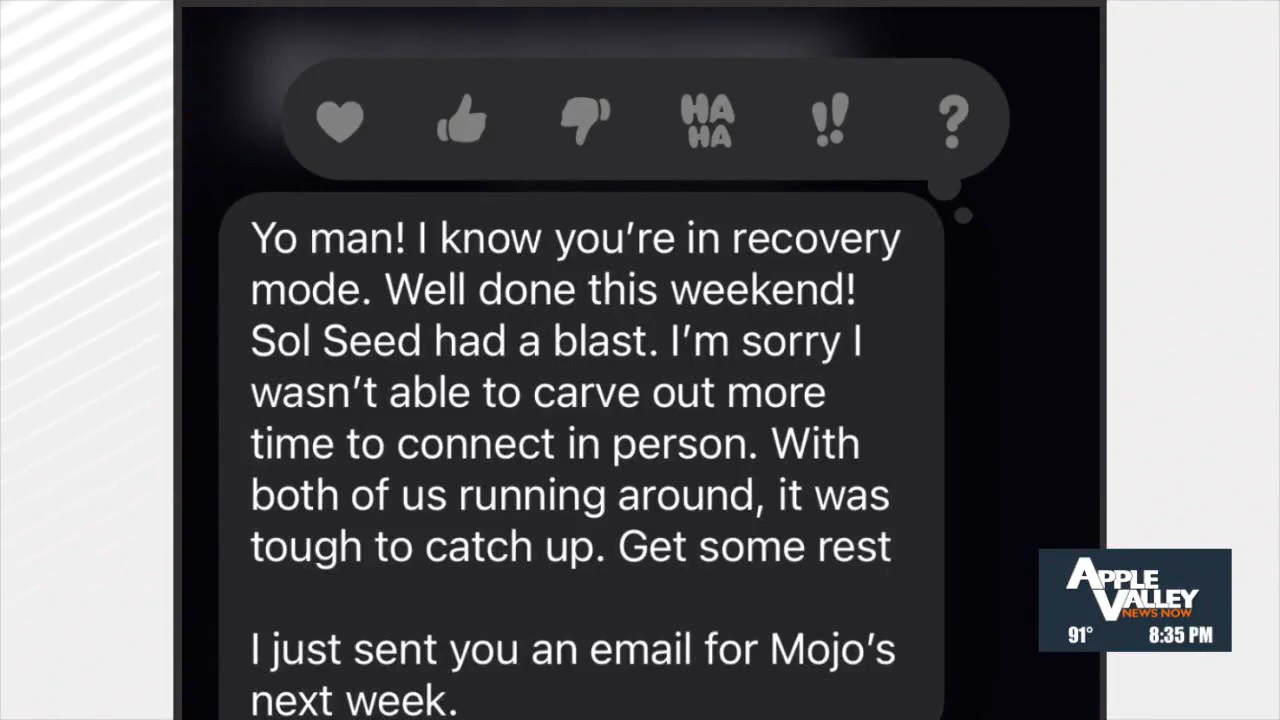 HA
HA
!!
?
Yo man! I know you’re in recovery
mode. Well done this weekend!
Sol Seed had a blast. I’m sorry I
wasn’t able to carve out more
time to connect in person. With
both of us running around, it was
tough to catch up. Get some rest
I just sent you an email for Mojo’s
next week.
APPLE
VALLEY
NEWS NOW
91° 8:35 PM